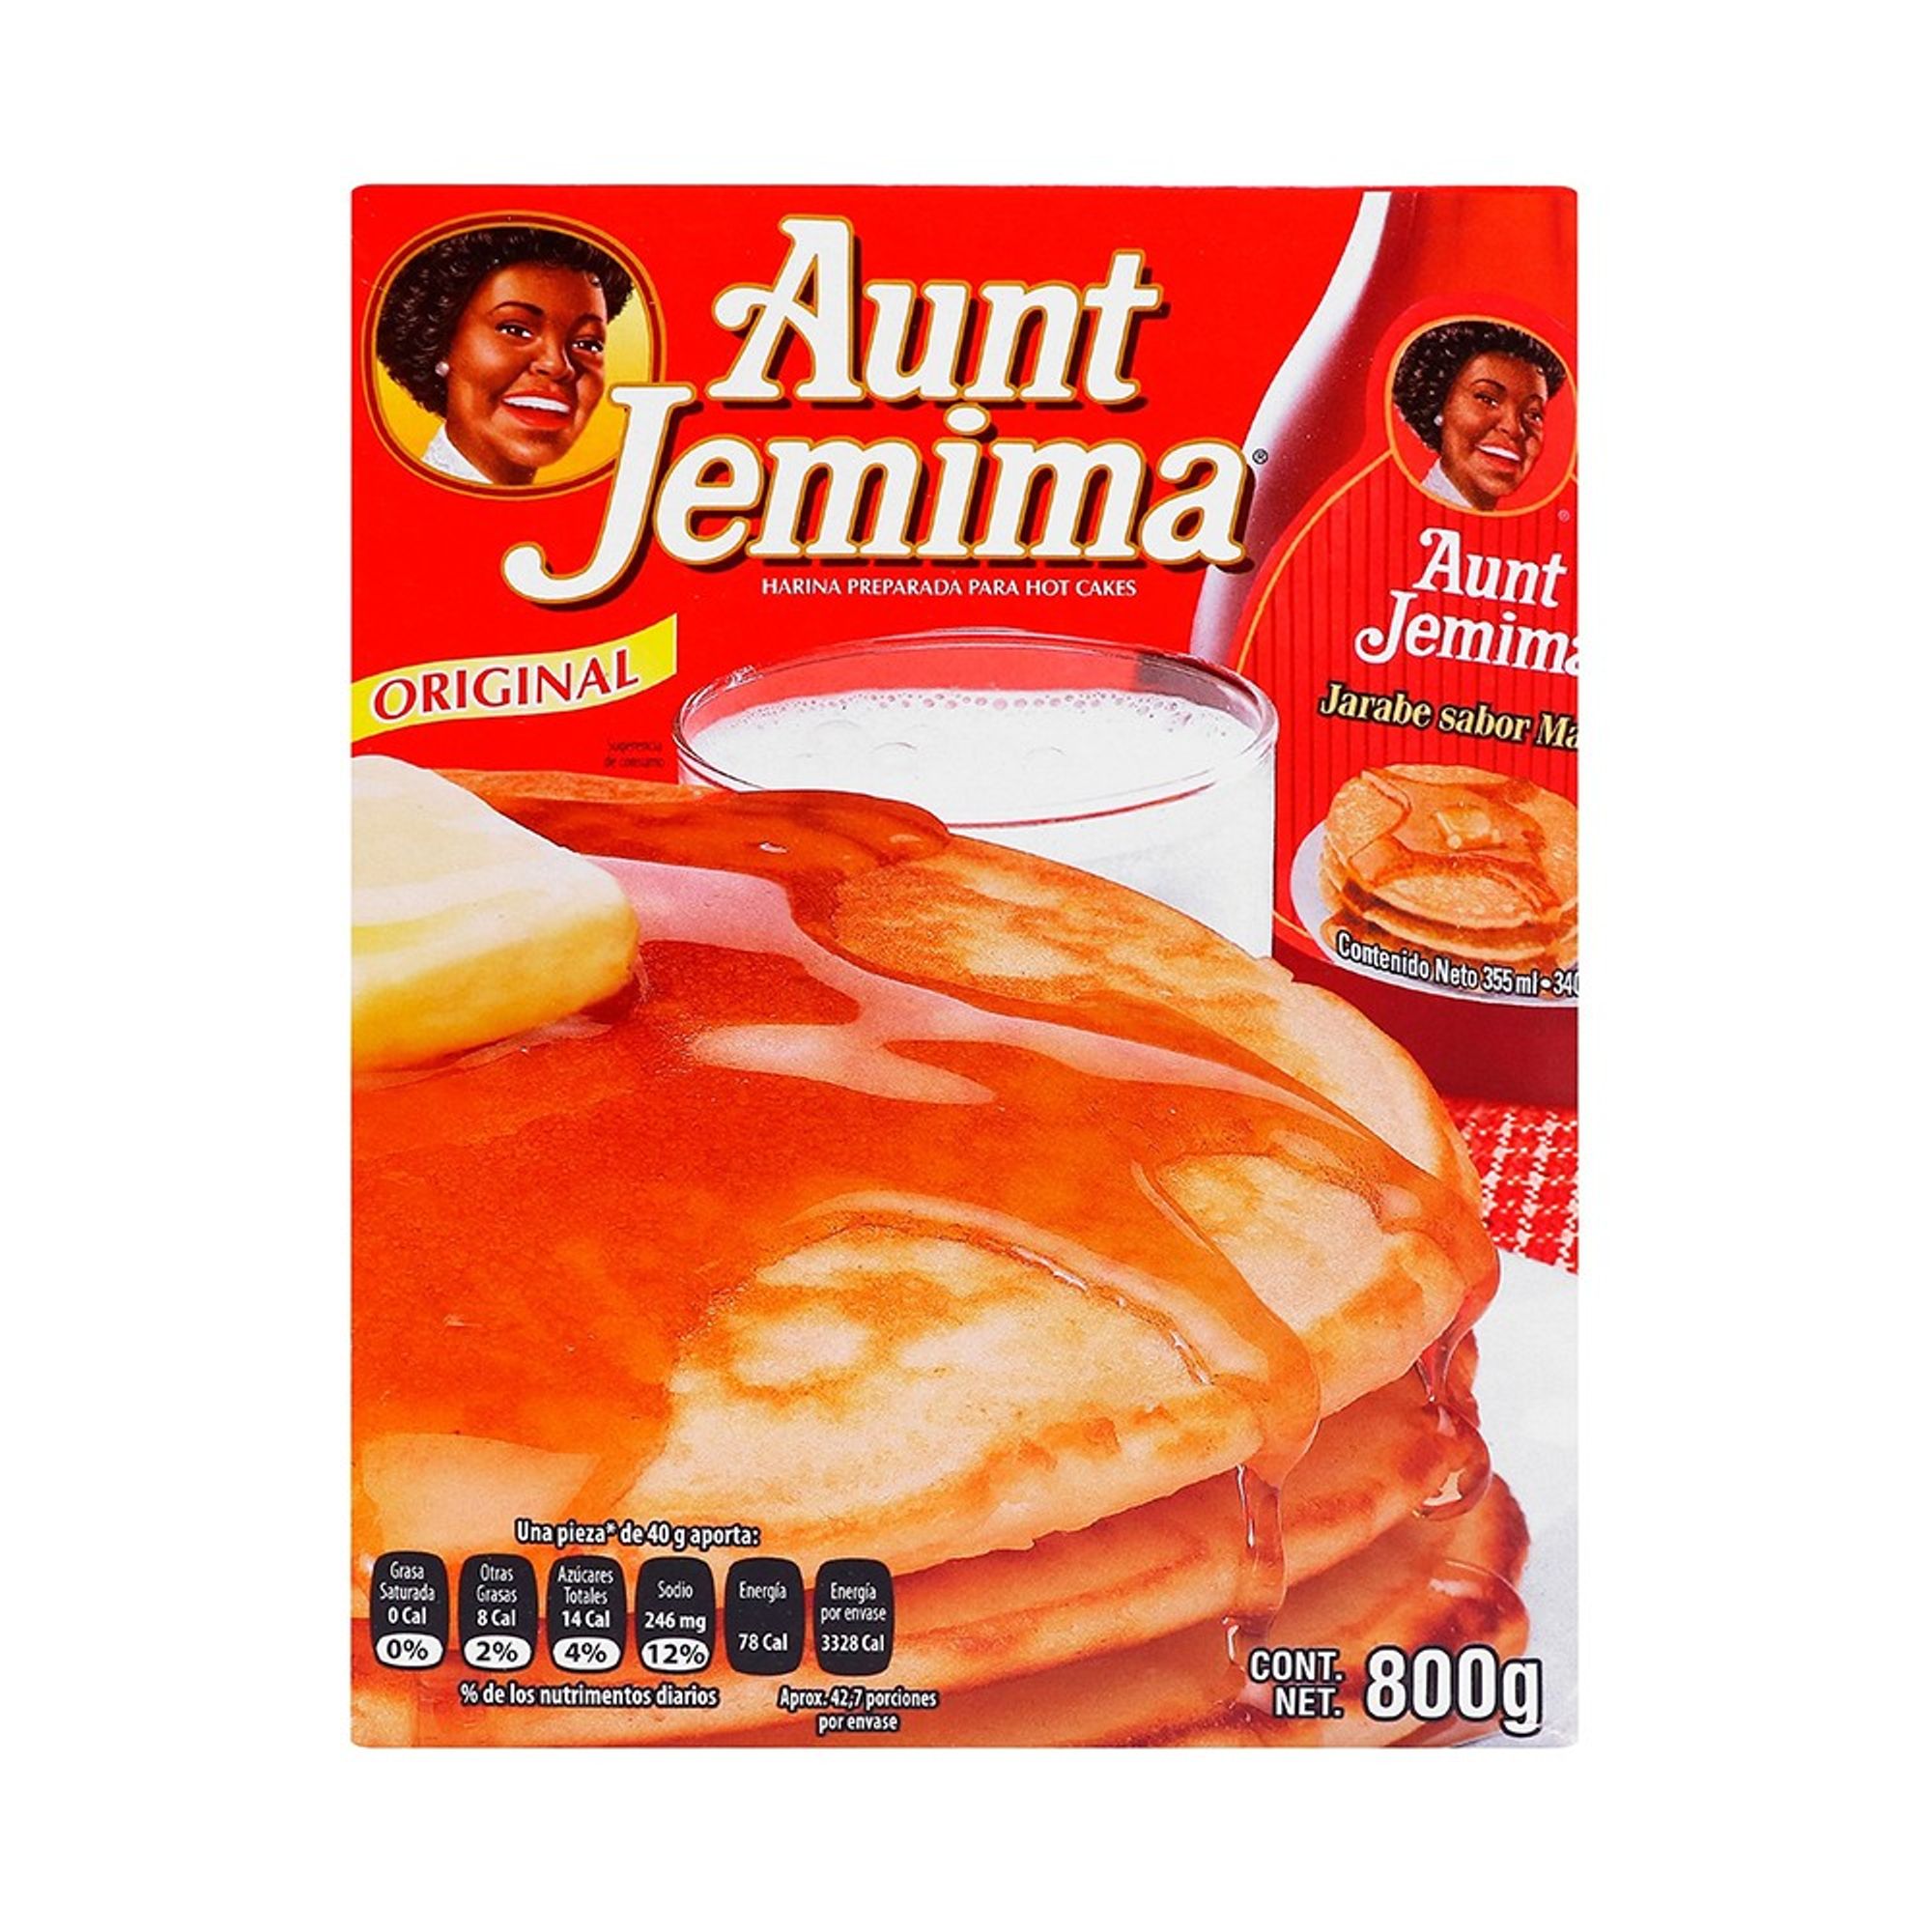 Aunt
Jemima®
HARINA PREPARADA PARA HOT CAKES
ORIGINAL
Sugerencia
de consumo
®
Aunt
Jemima
Jarabe sabor Ma
Contenido Neto 355 ml • 340
Una pieza* de 40 g aporta:
Grasa Saturada 0 Cal 0%
Otras Grasas 8 Cal 2%
Azúcares Totales 14 Cal 4%
Sodio 246 mg 12%
Energía 78 Cal
Energía por envase 3328 Cal
% de los nutrimentos diarios
Aprox. 42,7 porciones
por envase
CONT.
NET. 800g